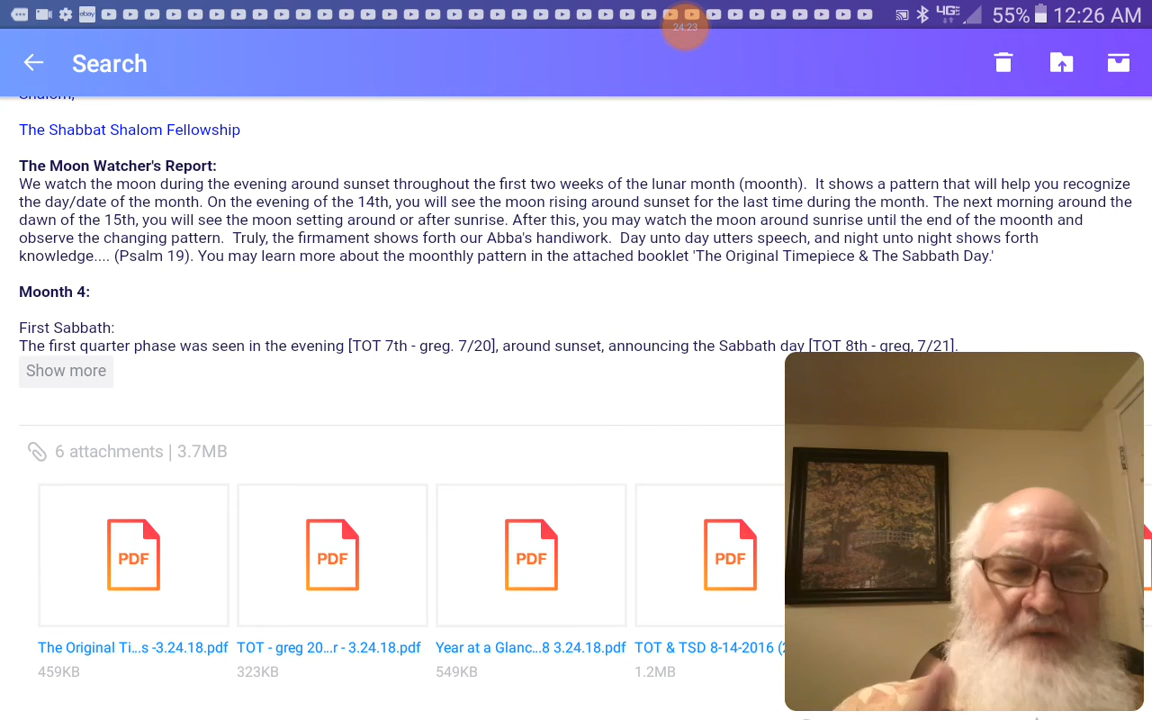 ebay
4G
55%
12:26 AM
24:23
Search
Shalom,
The Shabbat Shalom Fellowship
The Moon Watcher's Report:
We watch the moon during the evening around sunset throughout the first two weeks of the lunar month (moonth).  It shows a pattern that will help you recognize
the day/date of the month. On the evening of the 14th, you will see the moon rising around sunset for the last time during the month. The next morning around the
dawn of the 15th, you will see the moon setting around or after sunrise. After this, you may watch the moon around sunrise until the end of the moonth and
observe the changing pattern.  Truly, the firmament shows forth our Abba's handiwork.  Day unto day utters speech, and night unto night shows forth
knowledge.... (Psalm 19). You may learn more about the moonthly pattern in the attached booklet 'The Original Timepiece & The Sabbath Day.'
Moonth 4:
First Sabbath:
The first quarter phase was seen in the evening [TOT 7th - greg. 7/20], around sunset, announcing the Sabbath day [TOT 8th - greg, 7/21].
Show more
6 attachments | 3.7MB
PDF
PDF
PDF
PDF
The Original Ti...s -3.24.18.pdf
TOT - greg 20...r - 3.24.18.pdf
Year at a Glanc...8 3.24.18.pdf
TOT & TSD 8-14-2016 (2
459KB
323KB
549KB
1.2MB